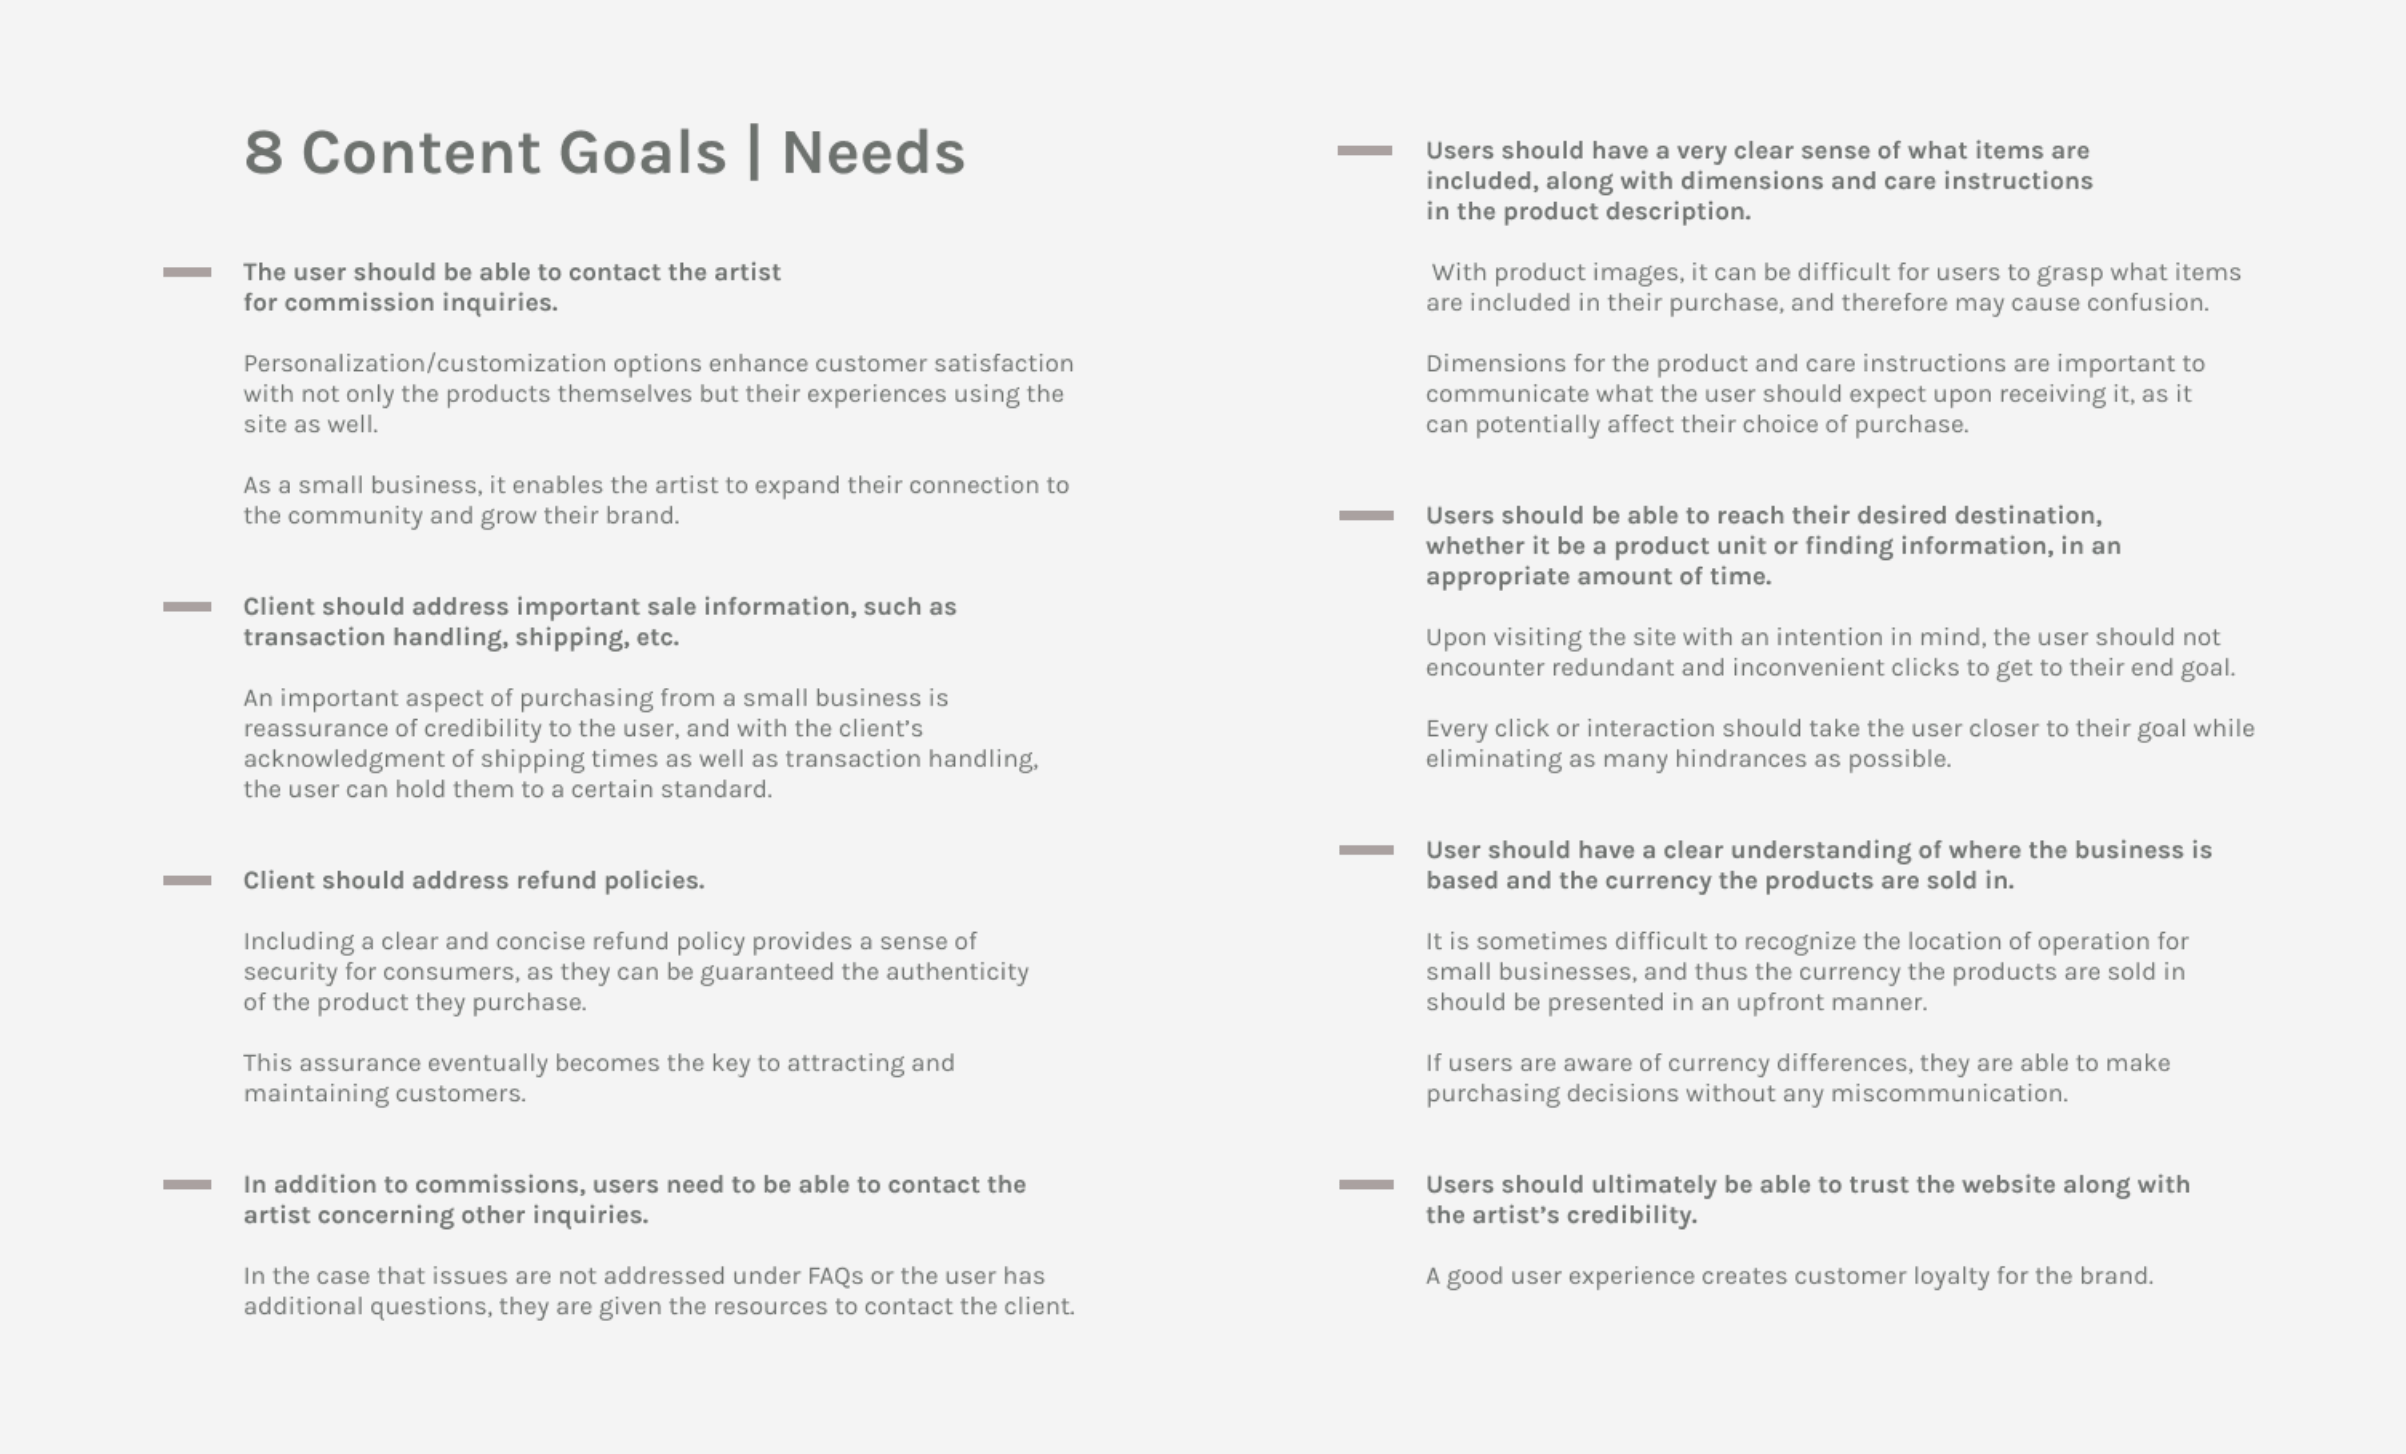 8 Content Goals | Needs
The user should be able to contact the artist
for commission inquiries.
Personalization/customization options enhance customer satisfaction
with not only the products themselves but their experiences using the
site as well.
As a small business, it enables the artist to expand their connection to
the community and grow their brand.
Client should address important sale information, such as
transaction handling, shipping, etc.
An important aspect of purchasing from a small business is
reassurance of credibility to the user, and with the client’s
acknowledgment of shipping times as well as transaction handling,
the user can hold them to a certain standard.
Client should address refund policies.
Including a clear and concise refund policy provides a sense of
security for consumers, as they can be guaranteed the authenticity
of the product they purchase.
This assurance eventually becomes the key to attracting and
maintaining customers.
In addition to commissions, users need to be able to contact the
artist concerning other inquiries.
In the case that issues are not addressed under FAQs or the user has
additional questions, they are given the resources to contact the client.
Users should have a very clear sense of what items are
included, along with dimensions and care instructions
in the product description.
With product images, it can be difficult for users to grasp what items
are included in their purchase, and therefore may cause confusion.
Dimensions for the product and care instructions are important to
communicate what the user should expect upon receiving it, as it
can potentially affect their choice of purchase.
Users should be able to reach their desired destination,
whether it be a product unit or finding information, in an
appropriate amount of time.
Upon visiting the site with an intention in mind, the user should not
encounter redundant and inconvenient clicks to get to their end goal.
Every click or interaction should take the user closer to their goal while
eliminating as many hindrances as possible.
User should have a clear understanding of where the business is
based and the currency the products are sold in.
It is sometimes difficult to recognize the location of operation for
small businesses, and thus the currency the products are sold in
should be presented in an upfront manner.
If users are aware of currency differences, they are able to make
purchasing decisions without any miscommunication.
Users should ultimately be able to trust the website along with
the artist’s credibility.
A good user experience creates customer loyalty for the brand.